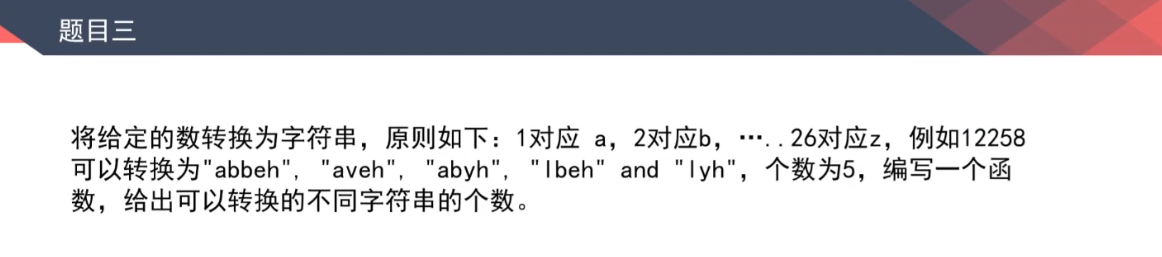 题目三
将给定的数转换为字符串，原则如下：1对应 a，2对应b，…..26对应z，例如12258
可以转换为"abbeh", "aveh", "abyh", "lbeh" and "lyh"，个数为5，编写一个函
数，给出可以转换的不同字符串的个数。